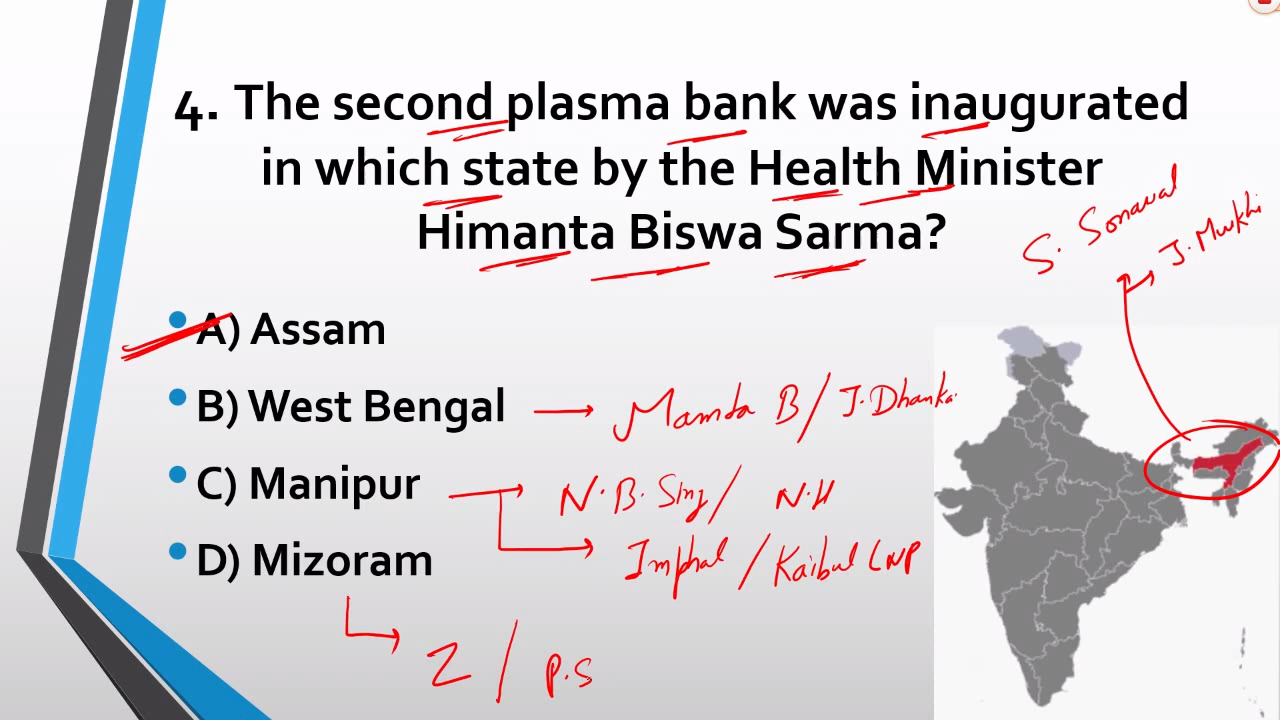 4. The second plasma bank was inaugurated
in which state by the Health Minister
Himanta Biswa Sarma?
S. Sonawal
J. Mukhi
• A) Assam
• B) West Bengal
Mamta B / J. Dhanka
• C) Manipur
N. B. Sing / N. H
Imphal / Kaibul LNP
• D) Mizoram
Z / P.S